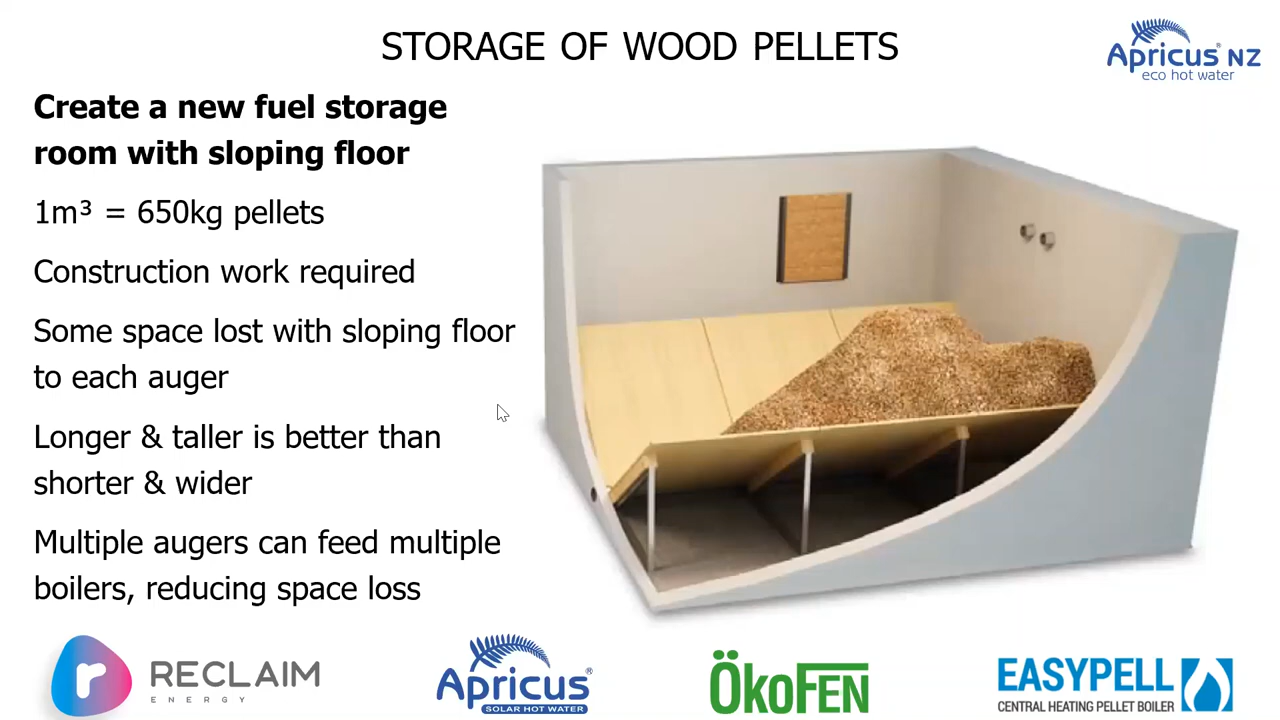 STORAGE OF WOOD PELLETS
Apricus® NZ
eco hot water
Create a new fuel storage
room with sloping floor
1m³ = 650kg pellets
Construction work required
Some space lost with sloping floor
to each auger
Longer & taller is better than
shorter & wider
Multiple augers can feed multiple
boilers, reducing space loss
r RECLAIM
ENERGY
Apricus®
SOLAR HOT WATER
ÖkoFEN
EASYPELL
CENTRAL HEATING PELLET BOILER